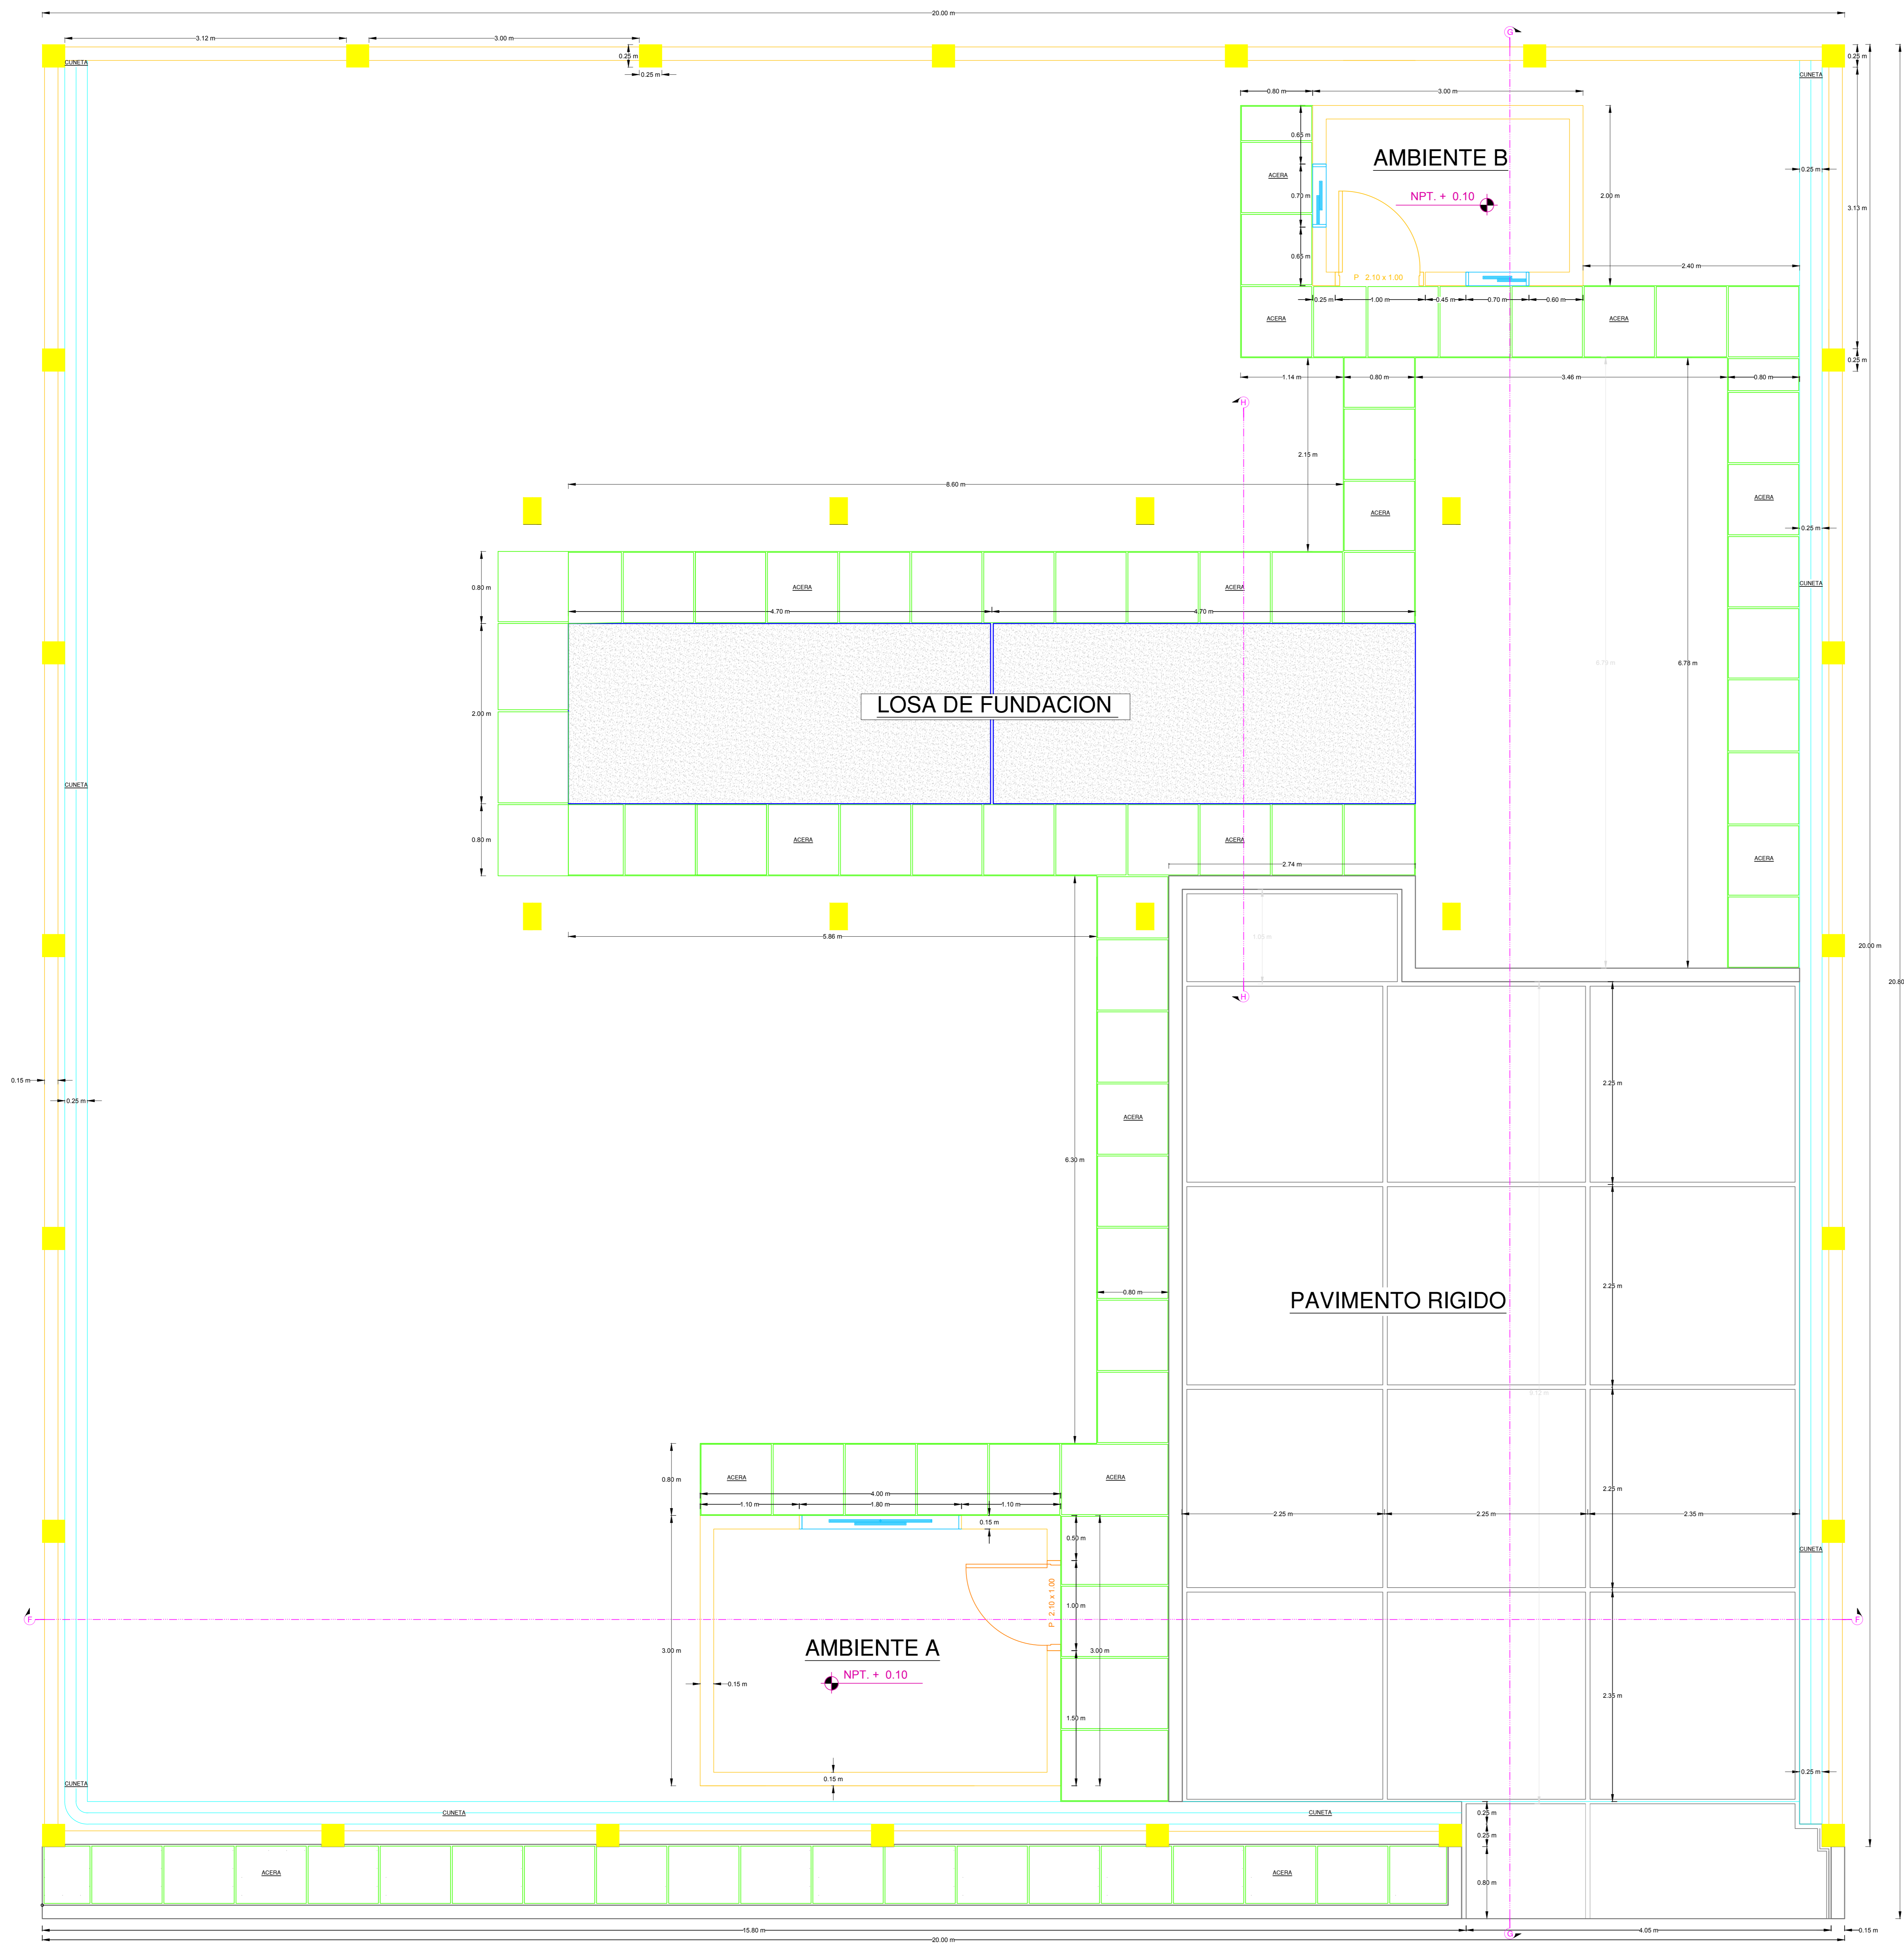 20.00 m
G
3.12 m
3.00 m
0.25 m
0.25 m
0.25 m
CUNETA
CUNETA
0.80 m
3.00 m
0.65 m
AMBIENTE B
0.25 m
ACERA
0.70 m
NPT. + 0.10
2.00 m
3.13 m
0.65 m
2.40 m
P 2.10 x 1.00
0.25 m
1.00 m
0.45 m
0.70 m
0.60 m
ACERA
ACERA
0.25 m
1.14 m
0.80 m
3.46 m
0.80 m
H
2.15 m
8.60 m
ACERA
ACERA
0.25 m
0.80 m
ACERA
ACERA
CUNETA
4.70 m
4.70 m
6.78 m
LOSA DE FUNDACION
2.00 m
CUNETA
0.80 m
ACERA
ACERA
2.74 m
ACERA
5.86 m
20.00 m
20.80
H
0.15 m
0.25 m
2.25 m
ACERA
6.30 m
0.80 m
2.25 m
PAVIMENTO RIGIDO
0.80 m
ACERA
ACERA
4.00 m
1.10 m
1.80 m
1.10 m
2.25 m
2.25 m
2.25 m
2.35 m
0.15 m
0.50 m
CUNETA
P 2.10 x 1.00
1.00 m
F
F
AMBIENTE A
3.00 m
3.00 m
NPT. + 0.10
0.15 m
2.35 m
1.50 m
0.15 m
0.25 m
CUNETA
CUNETA
CUNETA
0.25 m
0.25 m
ACERA
ACERA
0.80 m
15.80 m
G
4.05 m
0.15 m
20.00 m